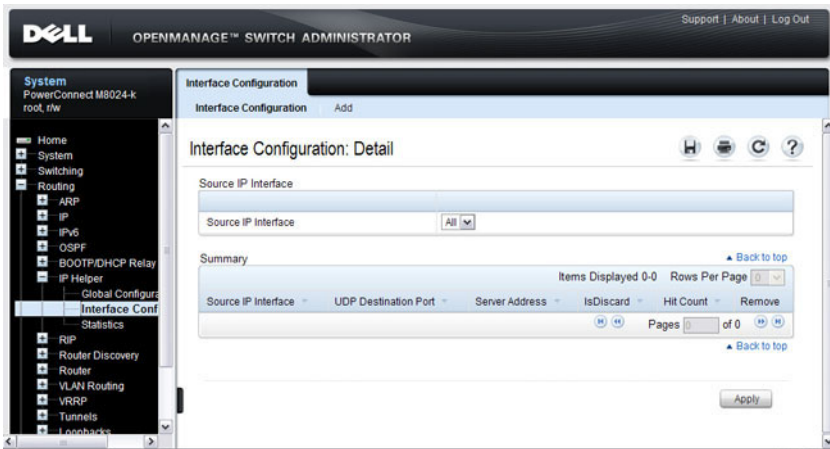 DELL
OPENMANAGE™ SWITCH ADMINISTRATOR
Support | About | Log Out
System
PowerConnect M8024-k
root, r/w
Home
System
Switching
Routing
ARP
IP
IPv6
OSPF
BOOTP/DHCP Relay
IP Helper
Global Configura
Interface Conf
Statistics
RIP
Router Discovery
Router
VLAN Routing
VRRP
Tunnels
Loopbacks
Interface Configuration
Interface Configuration Add
Interface Configuration: Detail
Source IP Interface
Source IP Interface All
Summary
Back to top
Items Displayed 0-0 Rows Per Page 0
Source IP Interface UDP Destination Port Server Address IsDiscard Hit Count Remove
Pages 0 of 0
Back to top
Apply